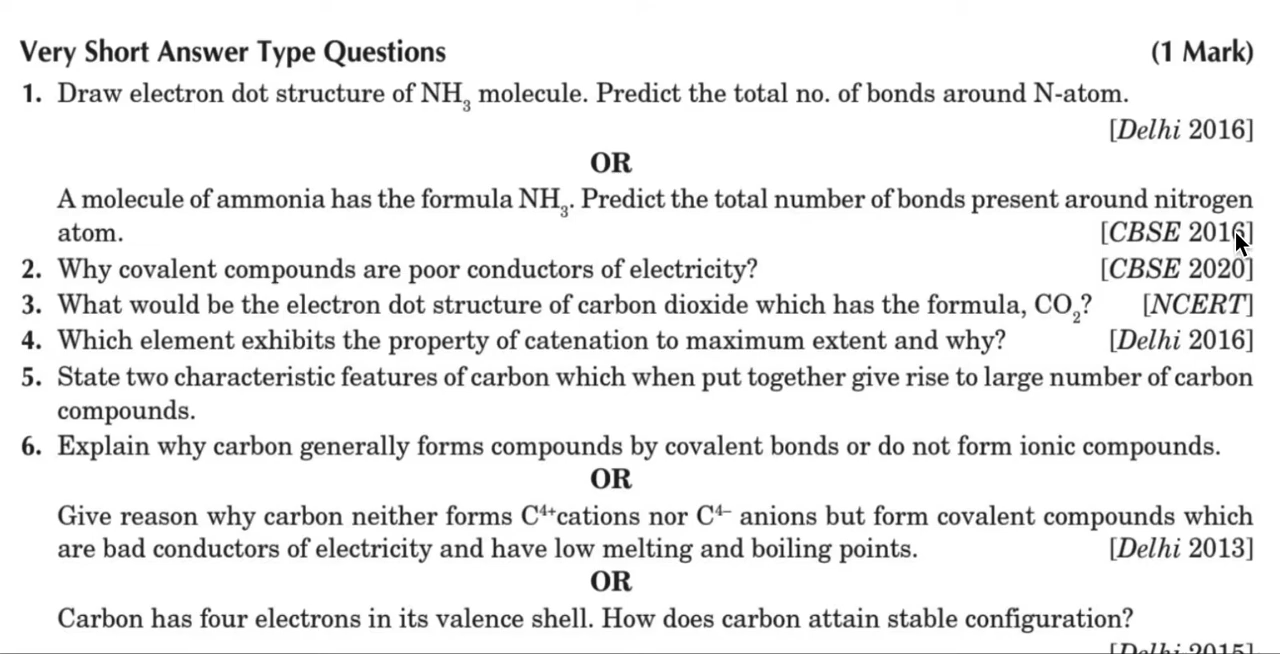 Very Short Answer Type Questions (1 Mark)
1. Draw electron dot structure of NH₃ molecule. Predict the total no. of bonds around N-atom.
[Delhi 2016]
OR
A molecule of ammonia has the formula NH₃. Predict the total number of bonds present around nitrogen
atom. [CBSE 2016]
2. Why covalent compounds are poor conductors of electricity? [CBSE 2020]
3. What would be the electron dot structure of carbon dioxide which has the formula, CO₂? [NCERT]
4. Which element exhibits the property of catenation to maximum extent and why? [Delhi 2016]
5. State two characteristic features of carbon which when put together give rise to large number of carbon
compounds.
6. Explain why carbon generally forms compounds by covalent bonds or do not form ionic compounds.
OR
Give reason why carbon neither forms C⁴⁺cations nor C⁴⁻ anions but form covalent compounds which
are bad conductors of electricity and have low melting and boiling points. [Delhi 2013]
OR
Carbon has four electrons in its valence shell. How does carbon attain stable configuration?
[Delhi 2015]